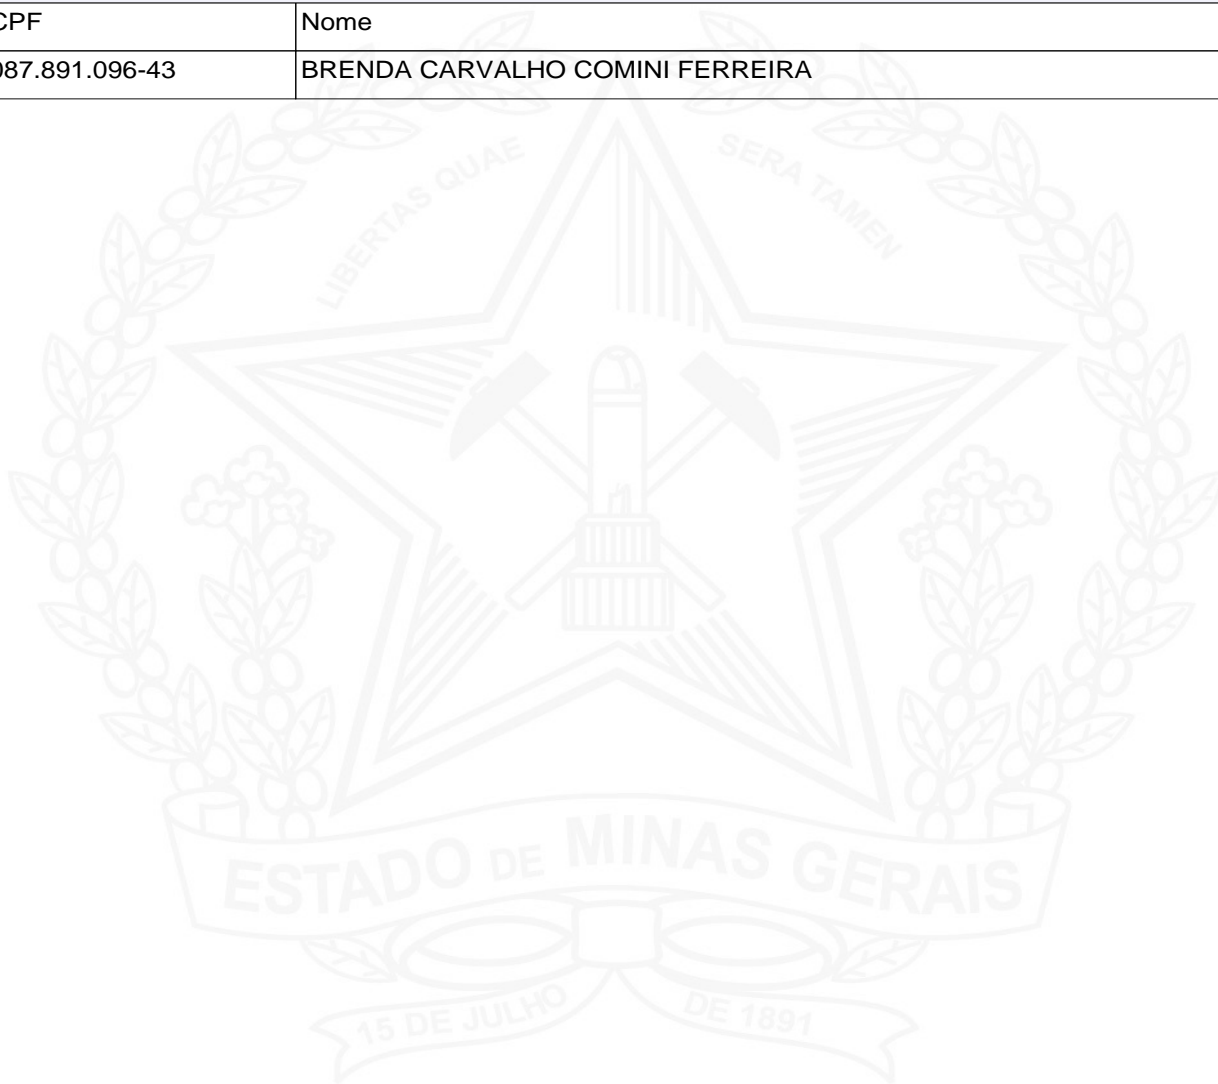 CPF Nome
087.891.096-43 BRENDA CARVALHO COMINI FERREIRA
LIBERTAS QUAE SERA TAMEN
ESTADO DE MINAS GERAIS
15 DE JULHO DE 1891